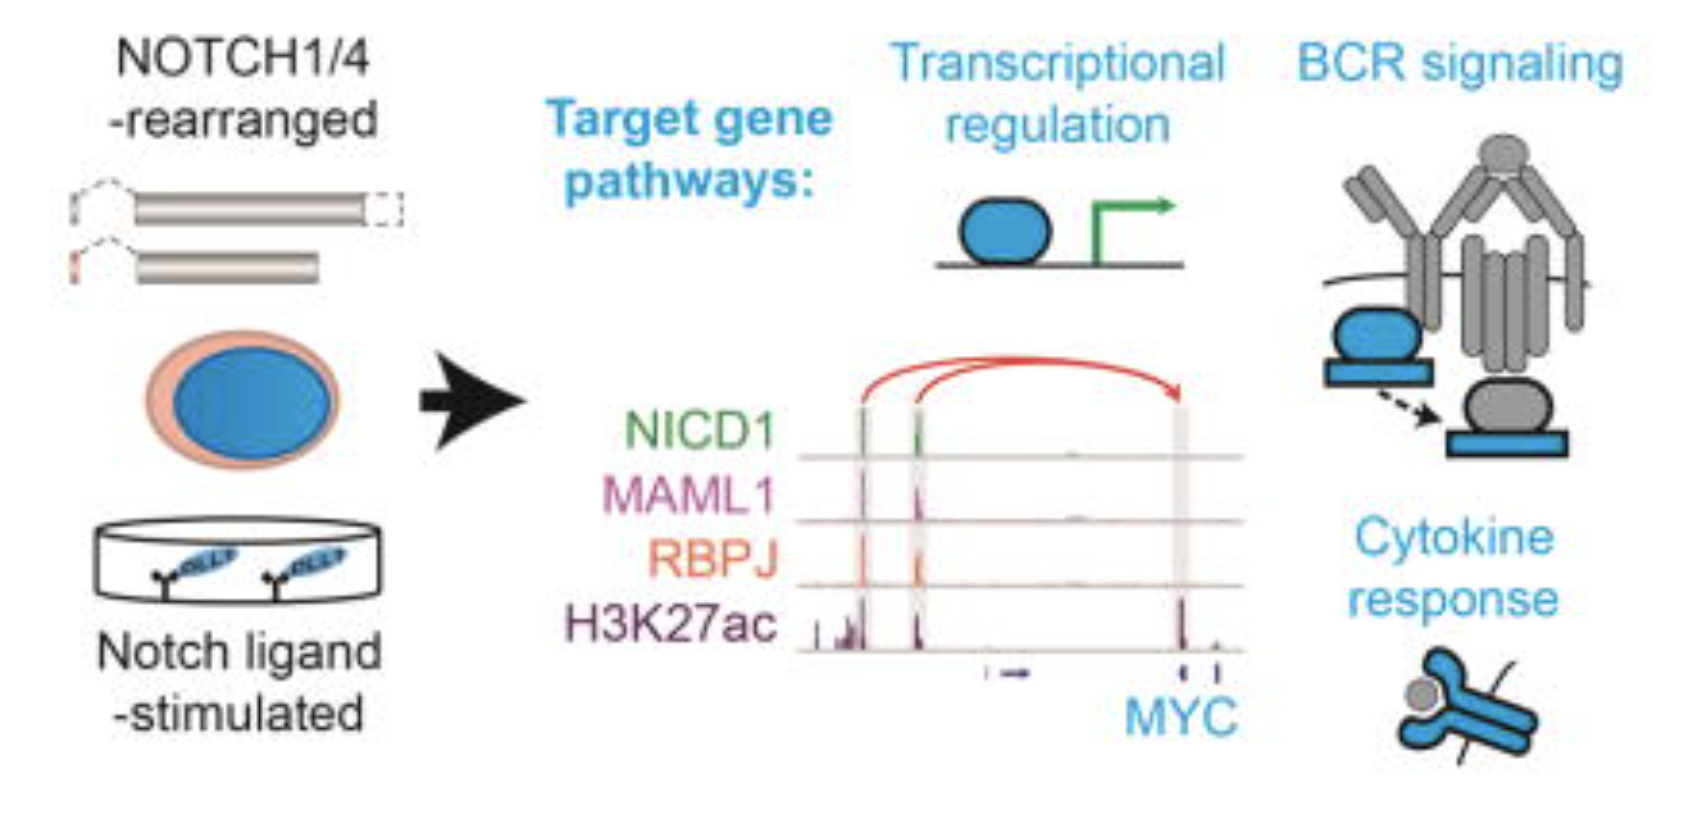 NOTCH1/4
-rearranged
Notch ligand
-stimulated
Target gene
pathways:
Transcriptional
regulation
NICD1
MAML1
RBPJ
H3K27ac
MYC
BCR signaling
Cytokine
response